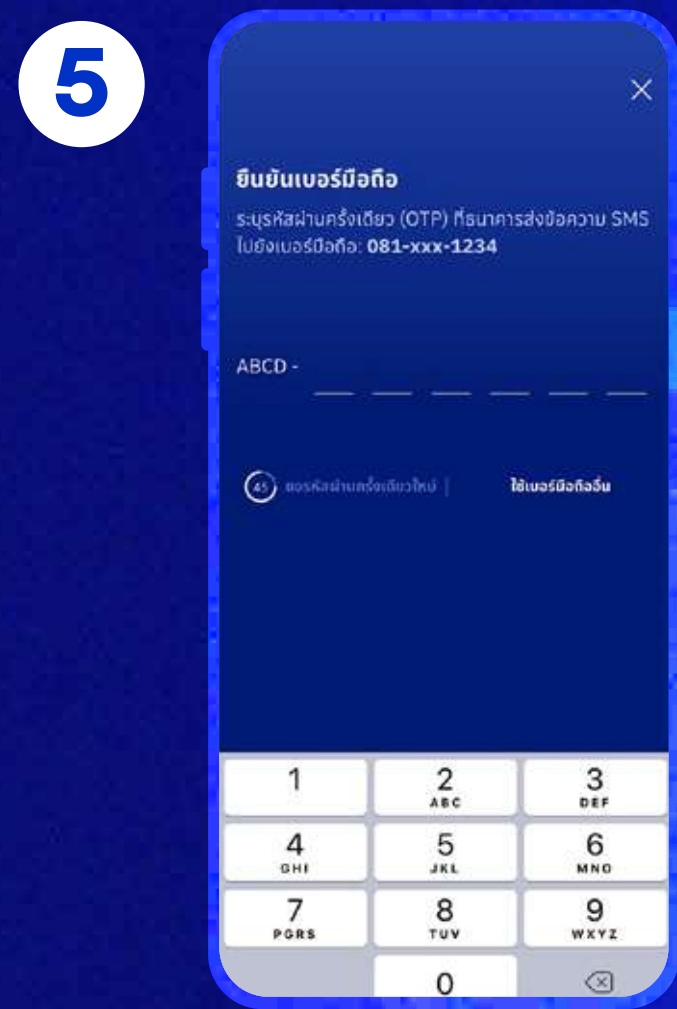 5
ยืนยันเบอร์มือถือ
ระบุรหัสผ่านครั้งเดียว (OTP) ที่ธนาคารส่งข้อความ SMS
ไปยังเบอร์มือถือ: 081-xxx-1234
ABCD -
45 ขอรหัสผ่านครั้งเดียวใหม่ | ใช้เบอร์มือถืออื่น
1 2 3
ABC DEF
4 5 6
GHI JKL MNO
7 8 9
PQRS TUV WXYZ
0